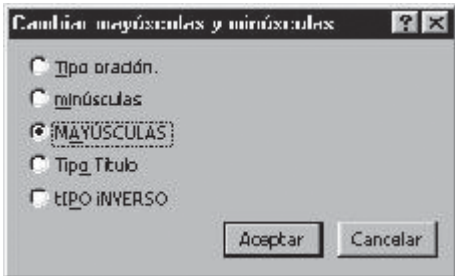 Cambiar mayúsculas y minúsculas
Tipo oración.
minúsculas
MAYÚSCULAS
Tipo Título
tIPO iNVERSO
Aceptar Cancelar